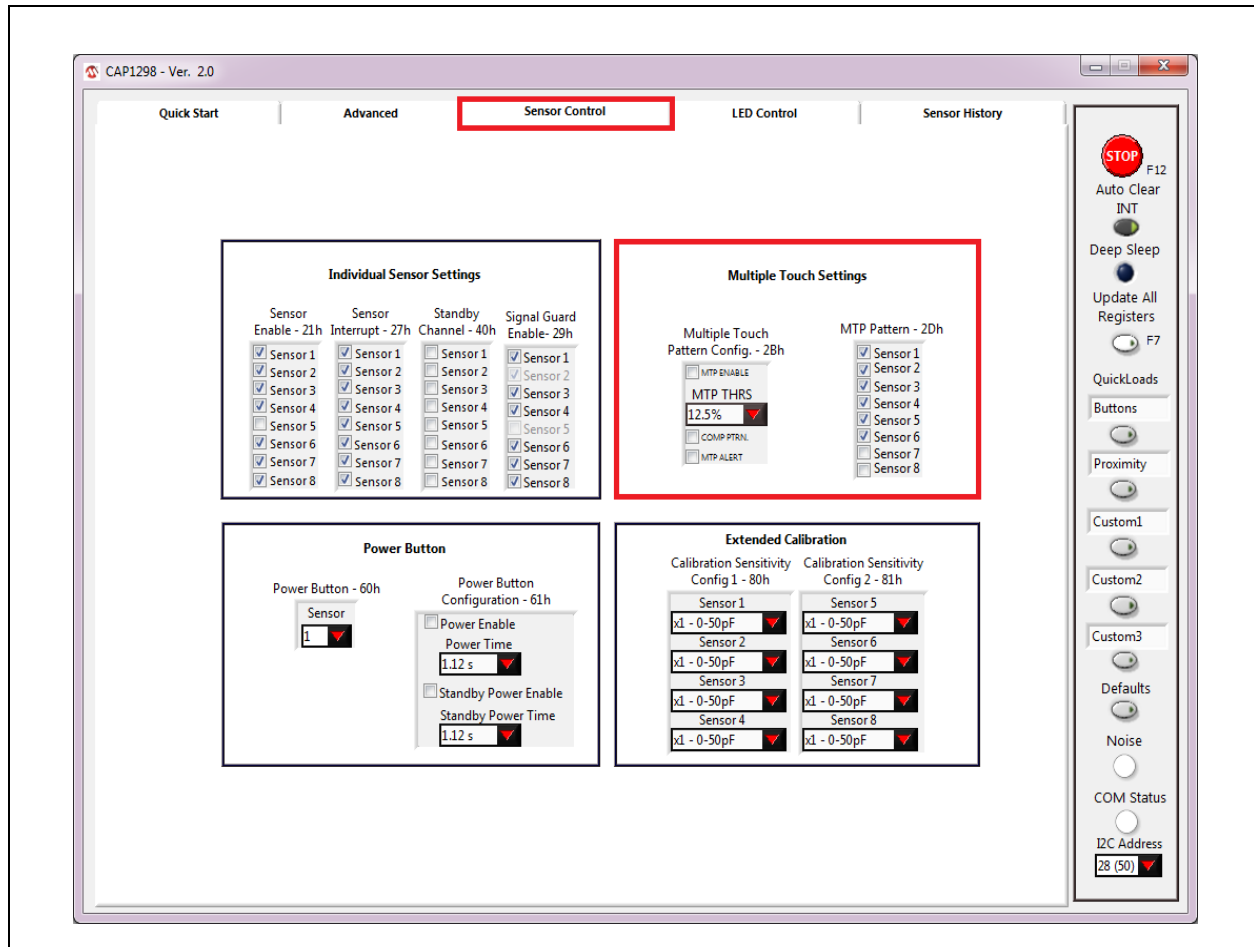 CAP1298 - Ver. 2.0
Quick Start
Advanced
Sensor Control
LED Control
Sensor History
Individual Sensor Settings
Sensor
Enable - 21h
Sensor 1
Sensor 2
Sensor 3
Sensor 4
Sensor 5
Sensor 6
Sensor 7
Sensor 8
Sensor
Interrupt - 27h
Sensor 1
Sensor 2
Sensor 3
Sensor 4
Sensor 5
Sensor 6
Sensor 7
Sensor 8
Standby
Channel - 40h
Sensor 1
Sensor 2
Sensor 3
Sensor 4
Sensor 5
Sensor 6
Sensor 7
Sensor 8
Signal Guard
Enable- 29h
Sensor 1
Sensor 2
Sensor 3
Sensor 4
Sensor 5
Sensor 6
Sensor 7
Sensor 8
Multiple Touch Settings
Multiple Touch
Pattern Config. - 2Bh
MTP ENABLE
MTP THRS
12.5%
COMP PTRN.
MTP ALERT
MTP Pattern - 2Dh
Sensor 1
Sensor 2
Sensor 3
Sensor 4
Sensor 5
Sensor 6
Sensor 7
Sensor 8
Power Button
Power Button - 60h
Sensor
1
Power Button
Configuration - 61h
Power Enable
Power Time
1.12 s
Standby Power Enable
Standby Power Time
1.12 s
Extended Calibration
Calibration Sensitivity
Config 1 - 80h
Sensor 1
x1 - 0-50pF
Sensor 2
x1 - 0-50pF
Sensor 3
x1 - 0-50pF
Sensor 4
x1 - 0-50pF
Calibration Sensitivity
Config 2 - 81h
Sensor 5
x1 - 0-50pF
Sensor 6
x1 - 0-50pF
Sensor 7
x1 - 0-50pF
Sensor 8
x1 - 0-50pF
STOP
F12
Auto Clear
INT
Deep Sleep
Update All
Registers
F7
QuickLoads
Buttons
Proximity
Custom1
Custom2
Custom3
Defaults
Noise
COM Status
I2C Address
28 (50)